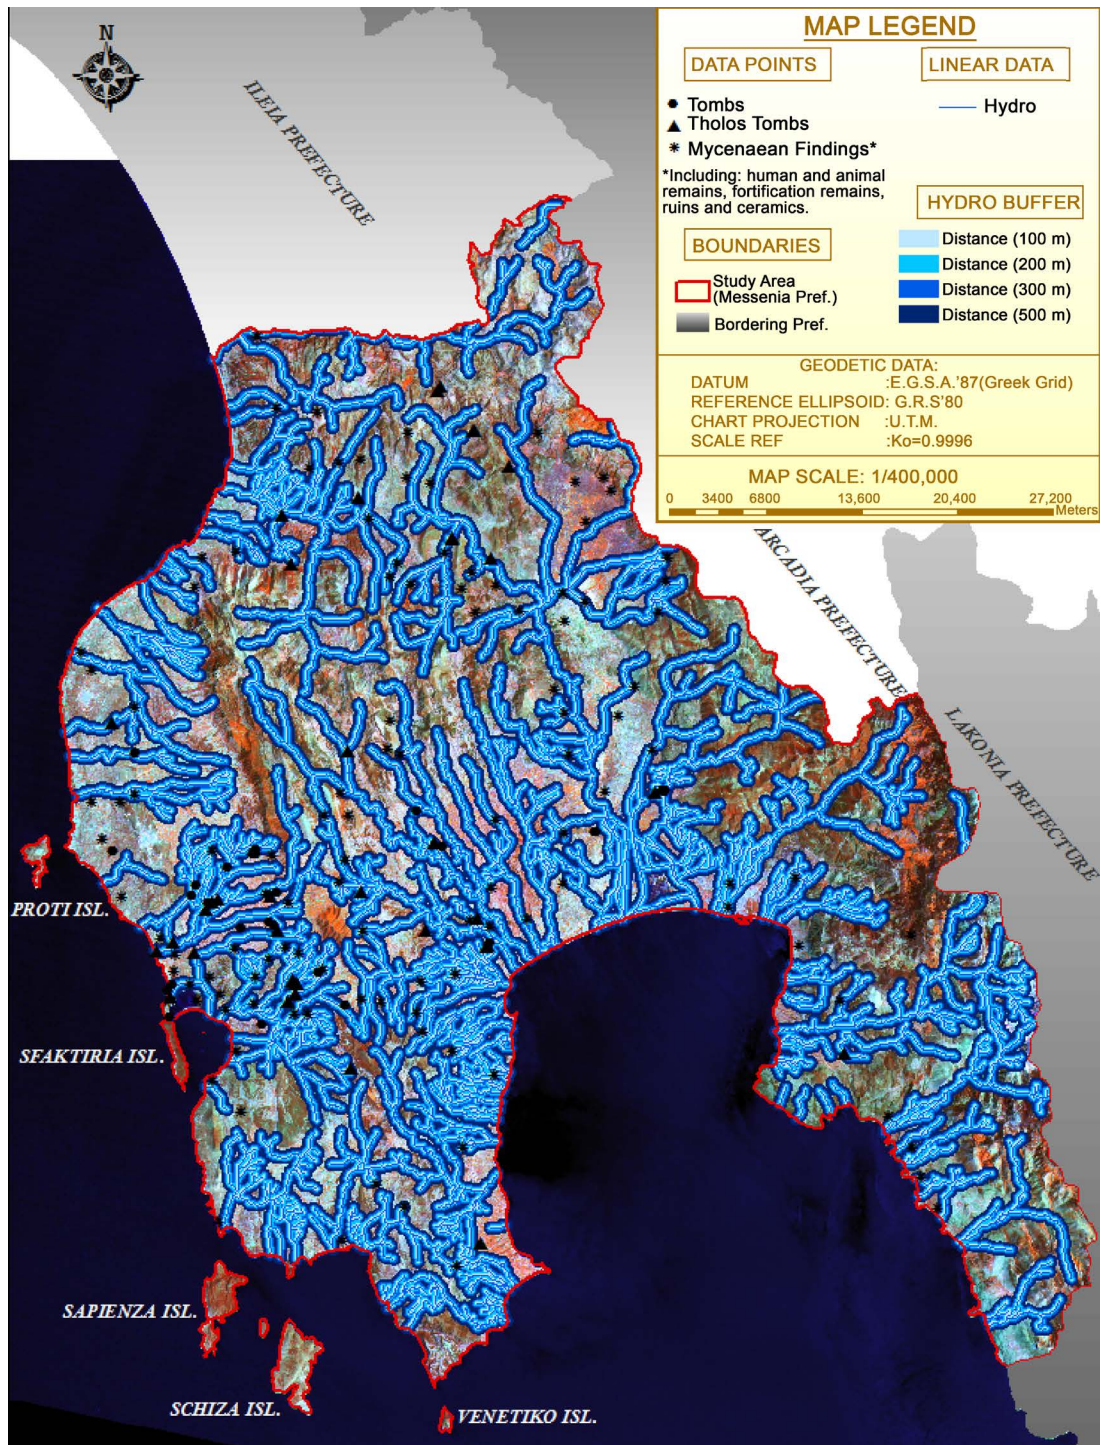 N
ILEIA PREFECTURE
MAP LEGEND
DATA POINTS
LINEAR DATA
Tombs
Tholos Tombs
Mycenaean Findings*
*Including: human and animal
remains, fortification remains,
ruins and ceramics.
Hydro
HYDRO BUFFER
Distance (100 m)
Distance (200 m)
Distance (300 m)
Distance (500 m)
BOUNDARIES
Study Area
(Messenia Pref.)
Bordering Pref.
GEODETIC DATA:
DATUM :E.G.S.A.'87(Greek Grid)
REFERENCE ELLIPSOID: G.R.S'80
CHART PROJECTION :U.T.M.
SCALE REF :Ko=0.9996
MAP SCALE: 1/400,000
0 3400 6800 13,600 20,400 27,200
Meters
ARCADIA PREFECTURE
LAKONIA PREFECTURE
PROTI ISL.
SFAKTIRIA ISL.
SAPIENZA ISL.
SCHIZA ISL.
VENETIKO ISL.